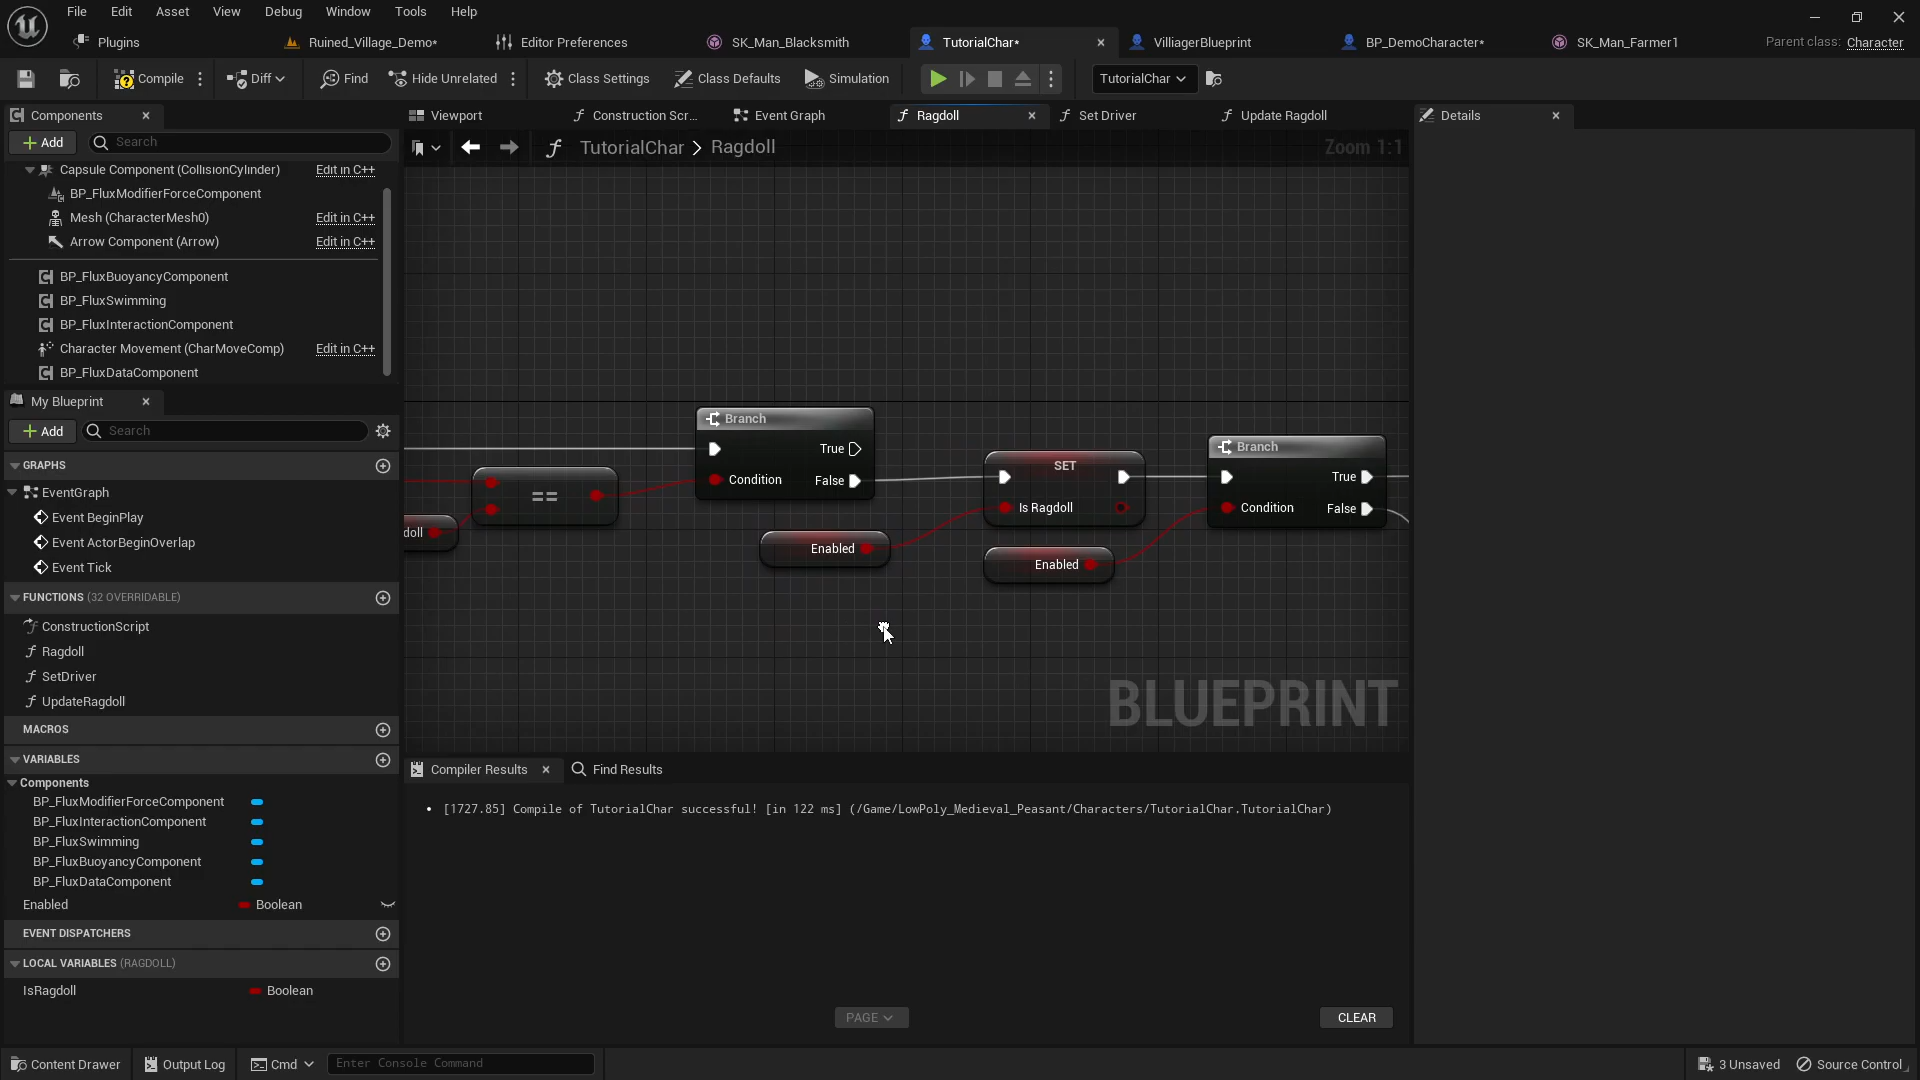 File Edit Asset View Debug Window Tools Help
Plugins Ruined_Village_Demo* Editor Preferences SK_Man_Blacksmith TutorialChar* VilliagerBlueprint BP_DemoCharacter* SK_Man_Farmer1 Parent class: Character
Compile Diff Find Hide Unrelated Class Settings Class Defaults Simulation TutorialChar
Components
Add Search
Capsule Component (CollisionCylinder) Edit in C++
BP_FluxModifierForceComponent
Mesh (CharacterMesh0) Edit in C++
Arrow Component (Arrow) Edit in C++
BP_FluxBuoyancyComponent
BP_FluxSwimming
BP_FluxInteractionComponent
Character Movement (CharMoveComp) Edit in C++
BP_FluxDataComponent
My Blueprint
Add Search
GRAPHS
EventGraph
Event BeginPlay
Event ActorBeginOverlap
Event Tick
FUNCTIONS (32 OVERRIDABLE)
ConstructionScript
Ragdoll
SetDriver
UpdateRagdoll
MACROS
VARIABLES
Components
BP_FluxModifierForceComponent
BP_FluxInteractionComponent
BP_FluxSwimming
BP_FluxBuoyancyComponent
BP_FluxDataComponent
Enabled Boolean
EVENT DISPATCHERS
LOCAL VARIABLES (RAGDOLL)
IsRagdoll Boolean
Viewport Construction Scr... Event Graph Ragdoll Set Driver Update Ragdoll
TutorialChar > Ragdoll Zoom 1:1
doll
==
Branch
True
Condition False
Enabled
SET
Is Ragdoll
Enabled
Branch
True
Condition False
BLUEPRINT
Compiler Results Find Results
[1727.85] Compile of TutorialChar successful! [in 122 ms] (/Game/LowPoly_Medieval_Peasant/Characters/TutorialChar.TutorialChar)
PAGE CLEAR
Details
Content Drawer Output Log Cmd Enter Console Command 3 Unsaved Source Control